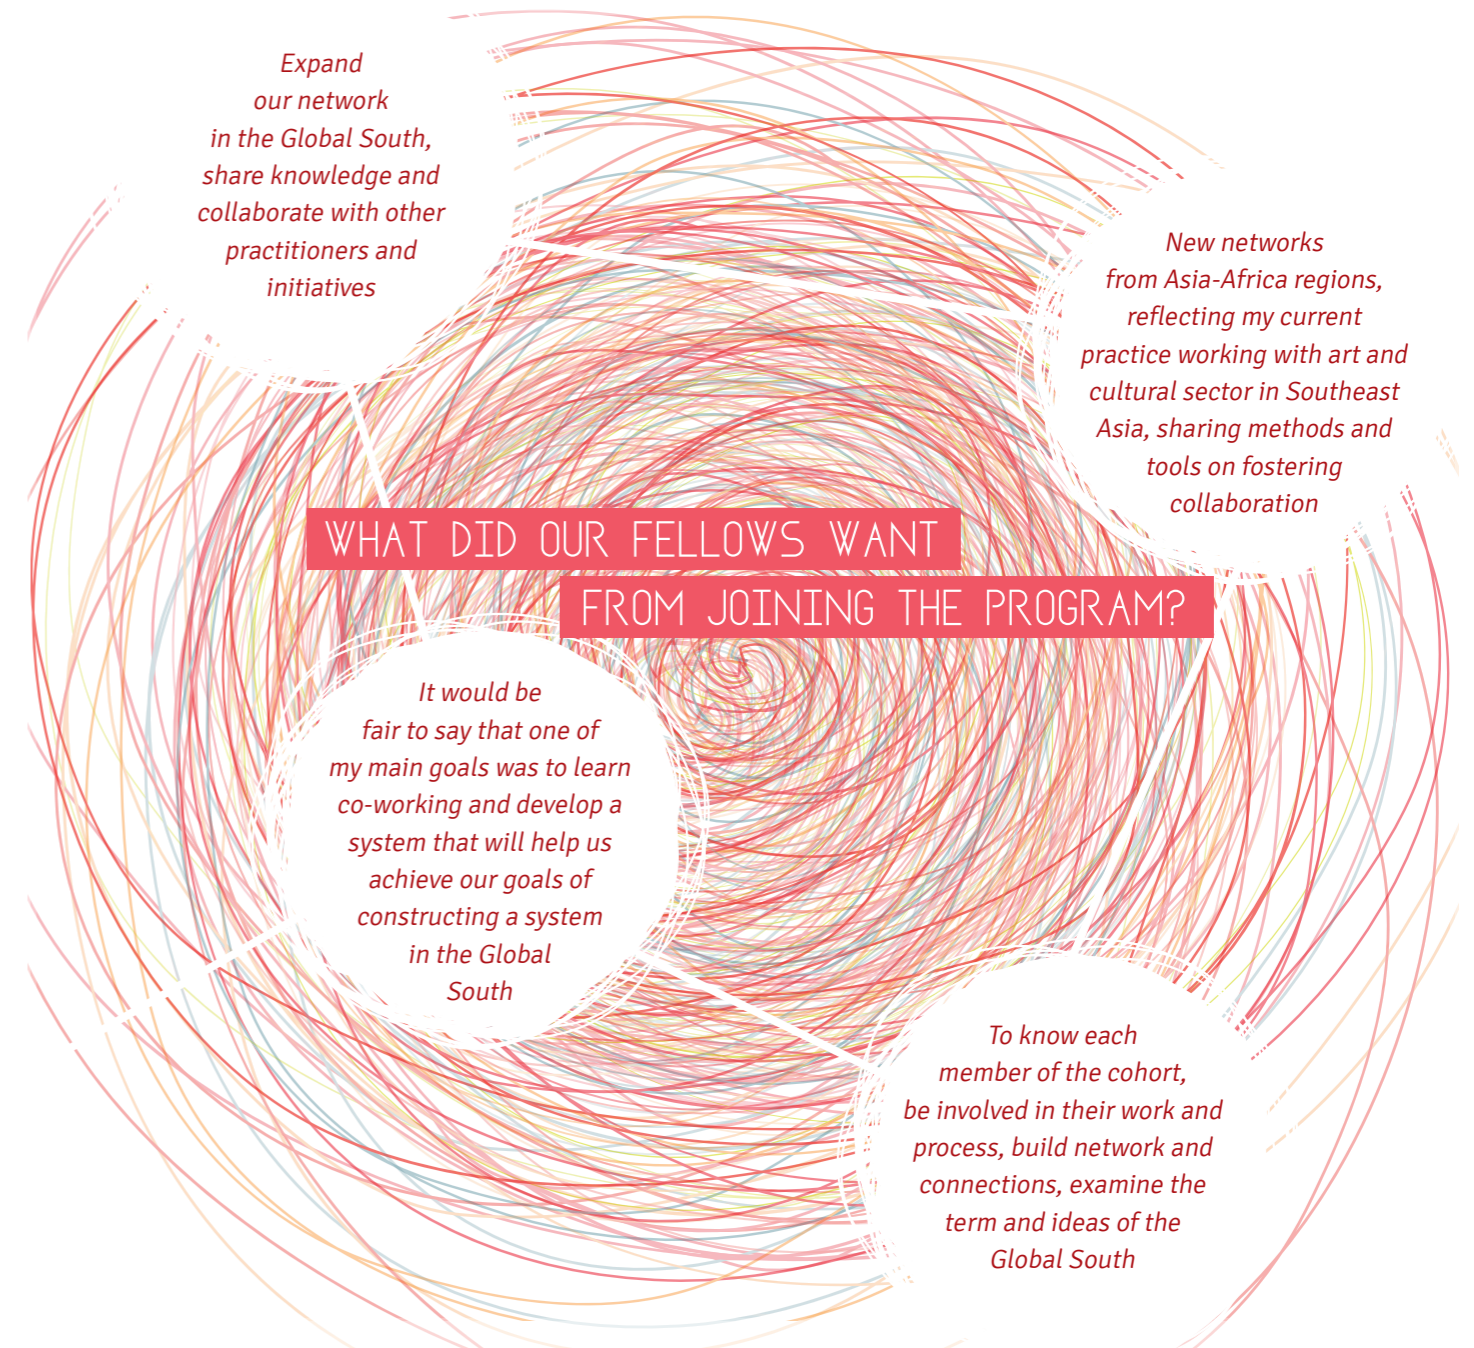 Expand
our network
in the Global South,
share knowledge and
collaborate with other
practitioners and
initiatives
New networks
from Asia-Africa regions,
reflecting my current
practice working with art and
cultural sector in Southeast
Asia, sharing methods and
tools on fostering
collaboration
WHAT DID OUR FELLOWS WANT
FROM JOINING THE PROGRAM?
It would be
fair to say that one of
my main goals was to learn
co-working and develop a
system that will help us
achieve our goals of
constructing a system
in the Global
South
To know each
member of the cohort,
be involved in their work and
process, build network and
connections, examine the
term and ideas of the
Global South